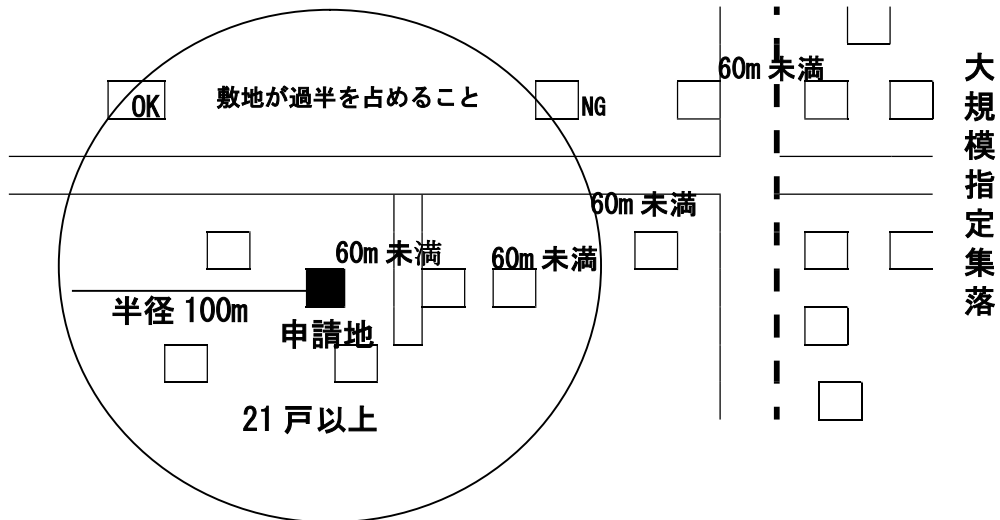 60m 未満
OK
敷地が過半を占めること
NG
大規模指定集落
60m 未満
60m 未満
60m 未満
半径 100m
申請地
21 戸以上